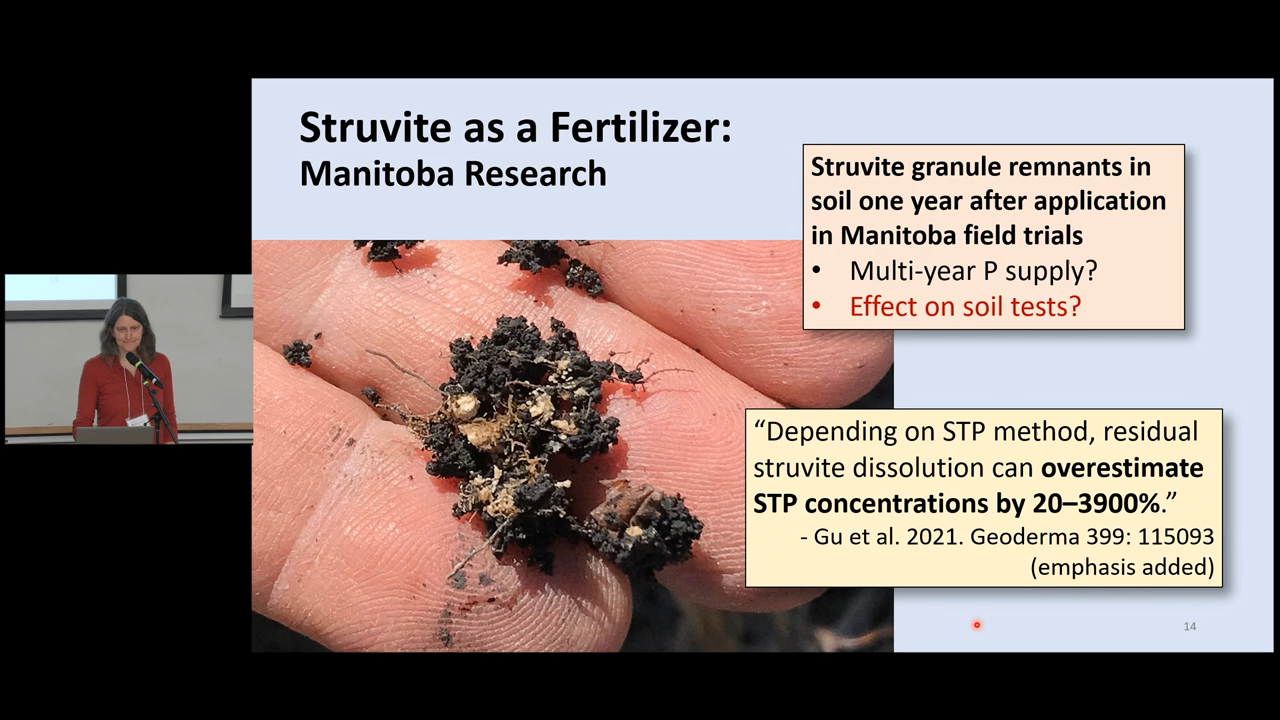 Struvite as a Fertilizer:
Manitoba Research
Struvite granule remnants in
soil one year after application
in Manitoba field trials
• Multi-year P supply?
• Effect on soil tests?
“Depending on STP method, residual
struvite dissolution can overestimate
STP concentrations by 20–3900%.”
- Gu et al. 2021. Geoderma 399: 115093
(emphasis added)
14